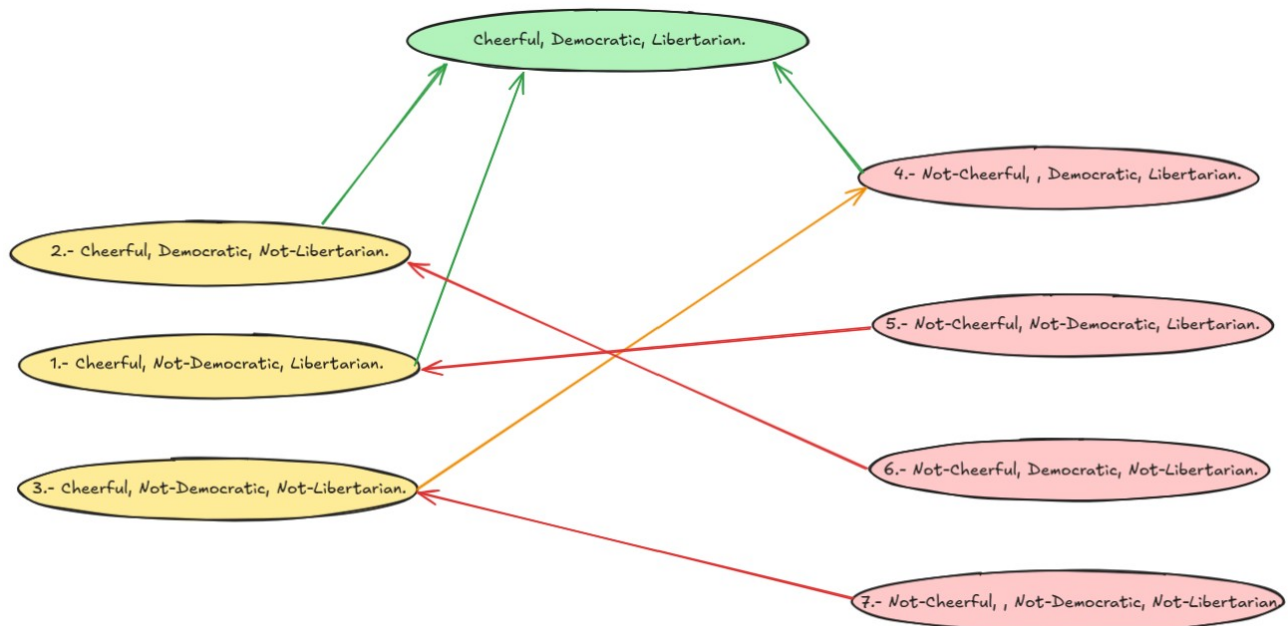 Cheerful, Democratic, Libertarian.
4.- Not-Cheerful, , Democratic, Libertarian.
2.- Cheerful, Democratic, Not-Libertarian.
5.- Not-Cheerful, Not-Democratic, Libertarian.
1.- Cheerful, Not-Democratic, Libertarian.
6.- Not-Cheerful, Democratic, Not-Libertarian.
3.- Cheerful, Not-Democratic, Not-Libertarian.
7.- Not-Cheerful, , Not-Democratic, Not-Libertarian.